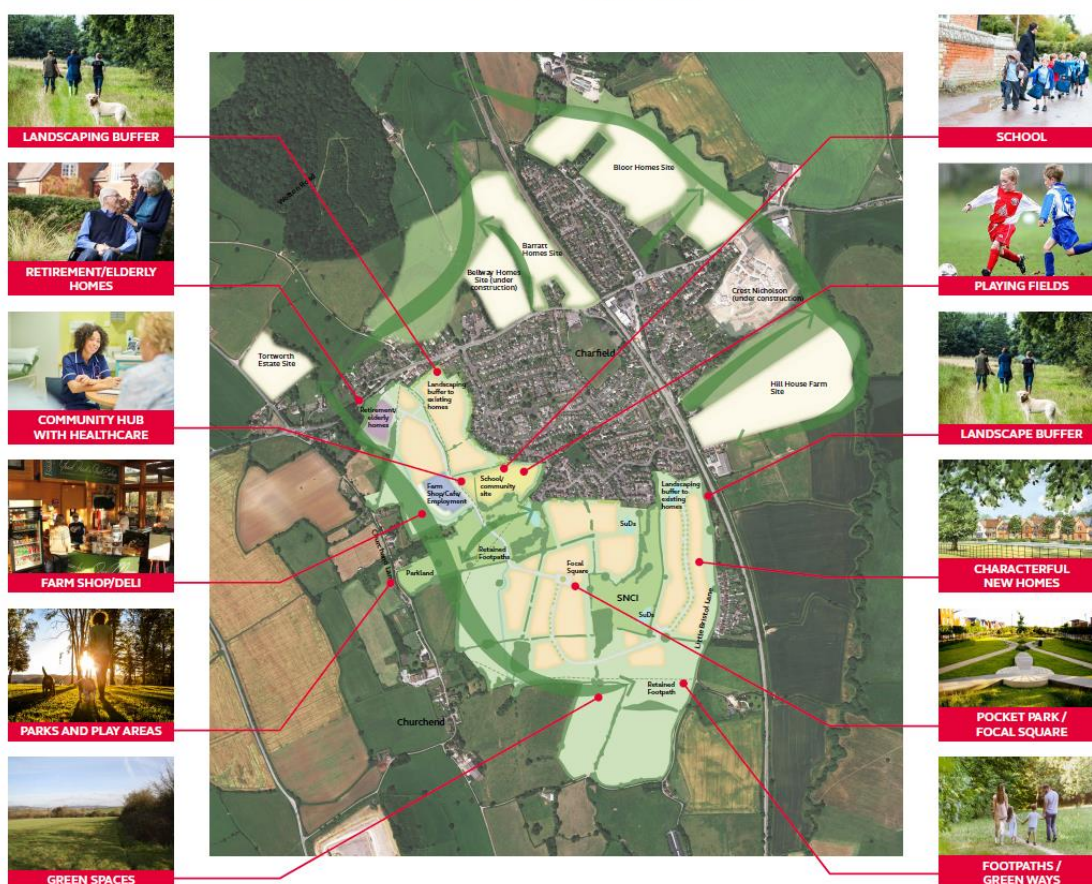 LANDSCAPING BUFFER
RETIREMENT/ELDERLY
HOMES
COMMUNITY HUB
WITH HEALTHCARE
FARM SHOP/DELI
PARKS AND PLAY AREAS
GREEN SPACES
Bloor Homes Site
Barratt
Homes Site
Bellway Homes
Site (under
construction)
Crest Nicholson
(under construction)
Tortworth
Estate Site
Charfield
Hill House Farm
Site
Landscaping
buffer to
existing
homes
Retirement/
elderly
homes
Farm
Shop/Cafe/
Employment
School/
community
site
Landscaping
buffer to
existing
homes
SuDs
Retained
Footpaths
Focal
Square
Parkland
Church Lane
SNCI
SuDs
Little Bristol Lane
Retained
Footpath
Churchend
SCHOOL
PLAYING FIELDS
LANDSCAPE BUFFER
CHARACTERFUL
NEW HOMES
POCKET PARK /
FOCAL SQUARE
FOOTPATHS /
GREEN WAYS